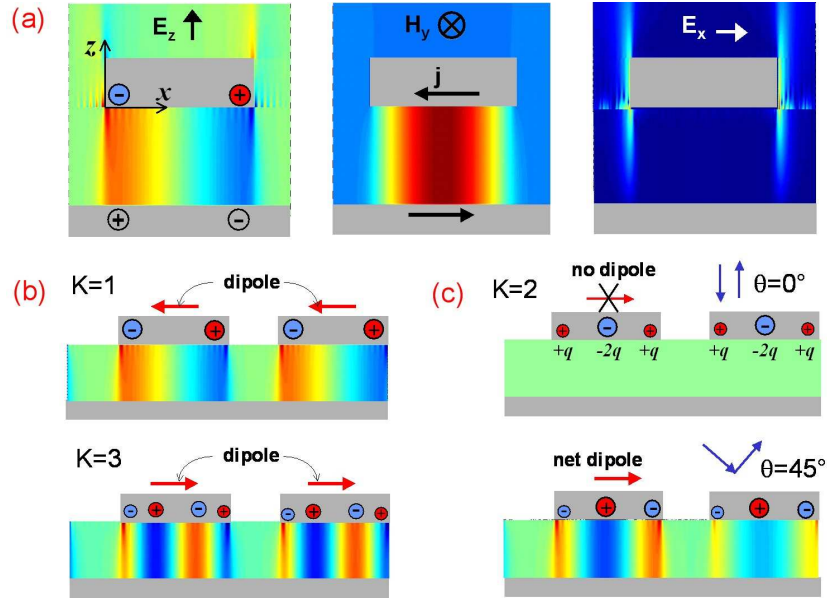 (a)
E_z
z
x
-
+
+
-
H_y
j
E_x
(b)
K=1
dipole
-
+
-
+
K=3
dipole
-
+
-
+
-
+
-
+
(c)
K=2
no dipole
θ=0°
+
-
+
+
-
+
+q
-2q
+q
+q
-2q
+q
net dipole
θ=45°
-
+
-
-
+
-